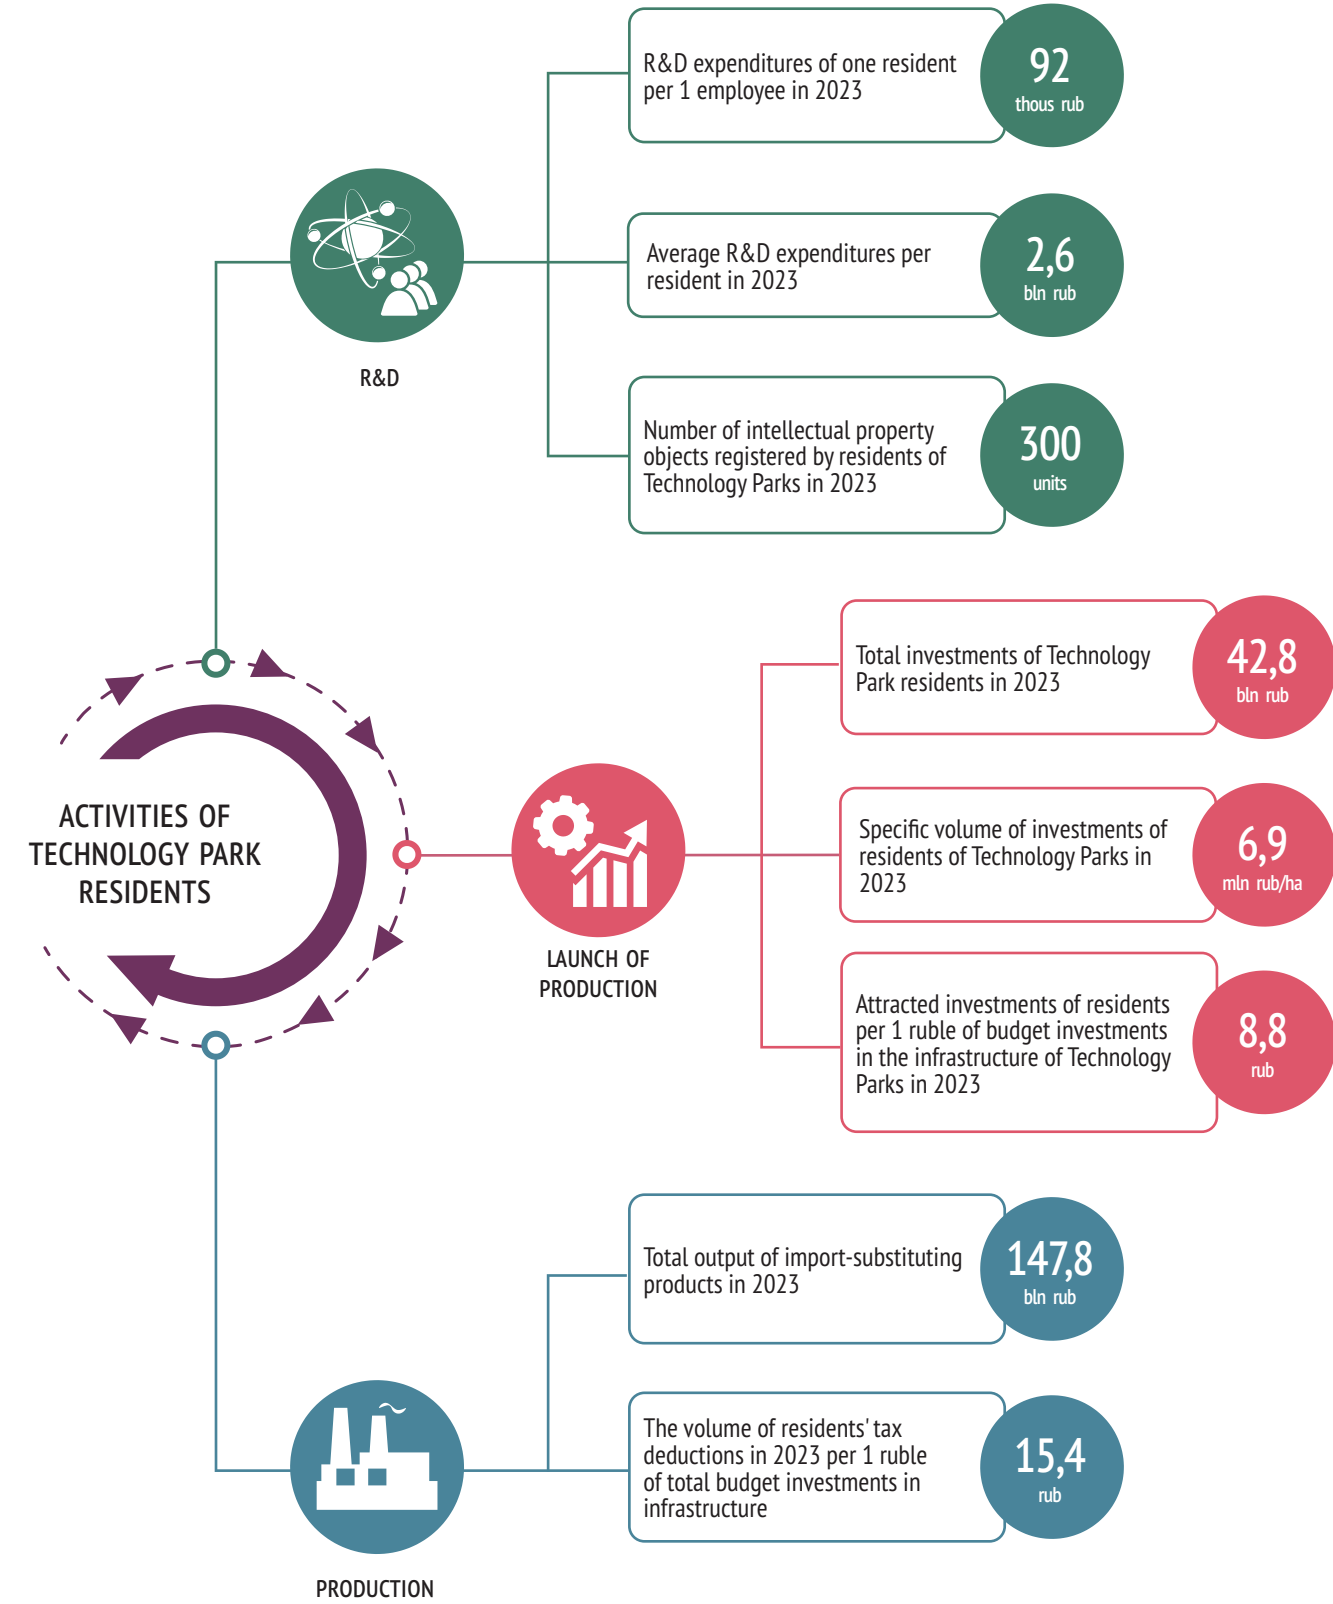 R&D expenditures of one resident
per 1 employee in 2023
92
thous rub
Average R&D expenditures per
resident in 2023
2,6
bln rub
R&D
Number of intellectual property
objects registered by residents of
Technology Parks in 2023
300
units
Total investments of Technology
Park residents in 2023
42,8
bln rub
ACTIVITIES OF
TECHNOLOGY PARK
RESIDENTS
Specific volume of investments of
residents of Technology Parks in
2023
6,9
mln rub/ha
LAUNCH OF
PRODUCTION
Attracted investments of residents
per 1 ruble of budget investments
in the infrastructure of Technology
Parks in 2023
8,8
rub
Total output of import-substituting
products in 2023
147,8
bln rub
The volume of residents' tax
deductions in 2023 per 1 ruble
of total budget investments in
infrastructure
15,4
rub
PRODUCTION